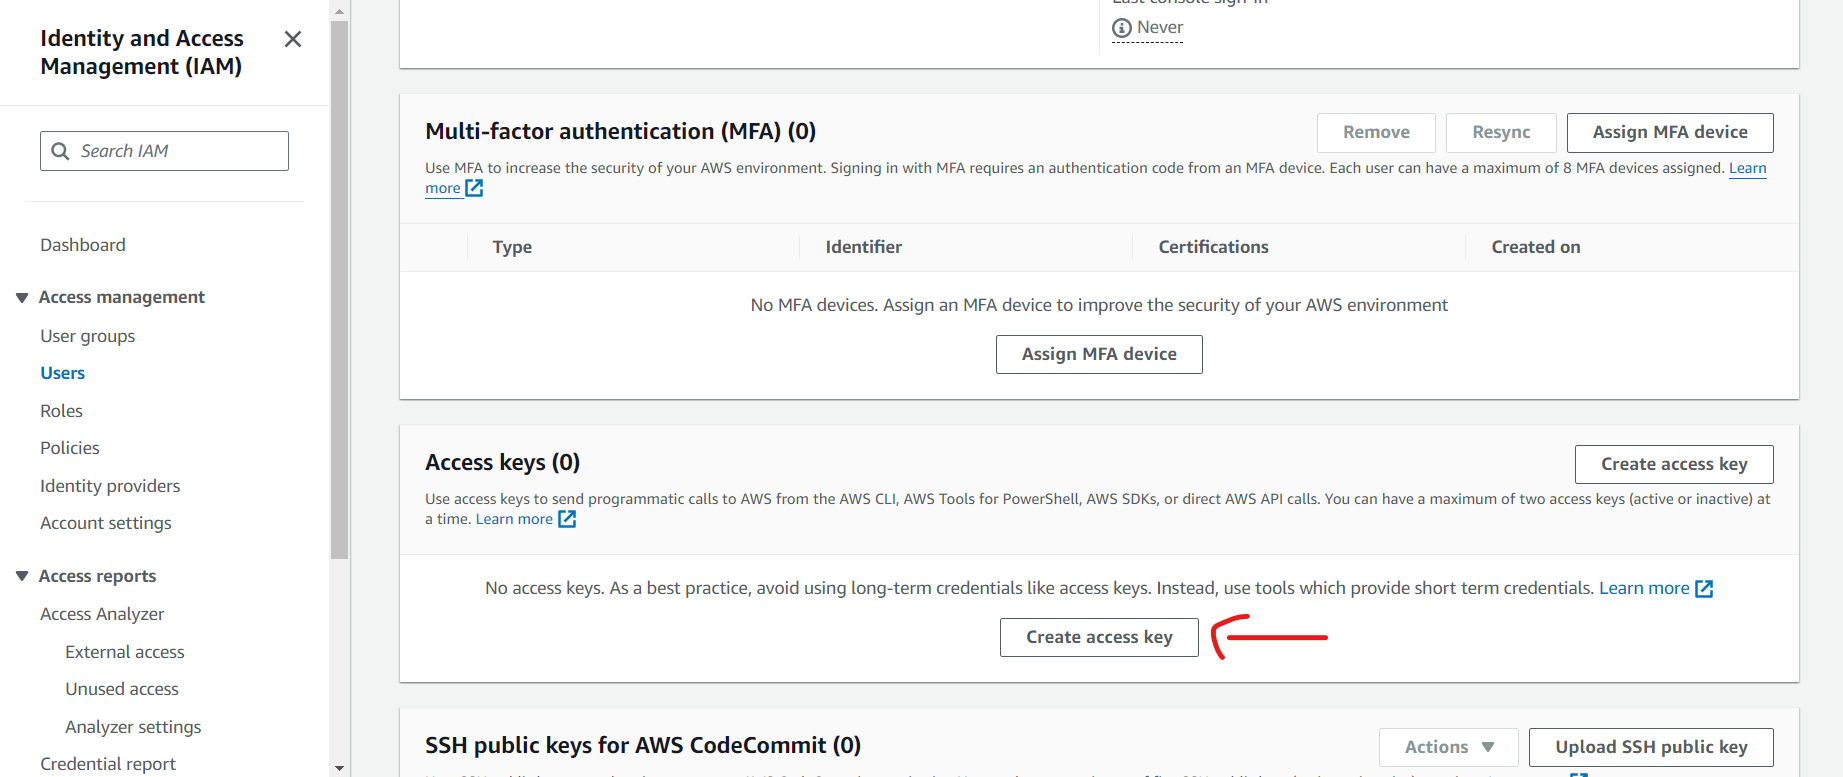 Identity and Access
Management (IAM)
Search IAM
Dashboard
Access management
User groups
Users
Roles
Policies
Identity providers
Account settings
Access reports
Access Analyzer
External access
Unused access
Analyzer settings
Credential report
Last console sign-in
Never
Multi-factor authentication (MFA) (0)
Remove
Resync
Assign MFA device
Use MFA to increase the security of your AWS environment. Signing in with MFA requires an authentication code from an MFA device. Each user can have a maximum of 8 MFA devices assigned. Learn
more
Type Identifier Certifications Created on
No MFA devices. Assign an MFA device to improve the security of your AWS environment
Assign MFA device
Access keys (0)
Create access key
Use access keys to send programmatic calls to AWS from the AWS CLI, AWS Tools for PowerShell, AWS SDKs, or direct AWS API calls. You can have a maximum of two access keys (active or inactive) at
a time. Learn more
No access keys. As a best practice, avoid using long-term credentials like access keys. Instead, use tools which provide short term credentials. Learn more
Create access key
SSH public keys for AWS CodeCommit (0)
Actions
Upload SSH public key